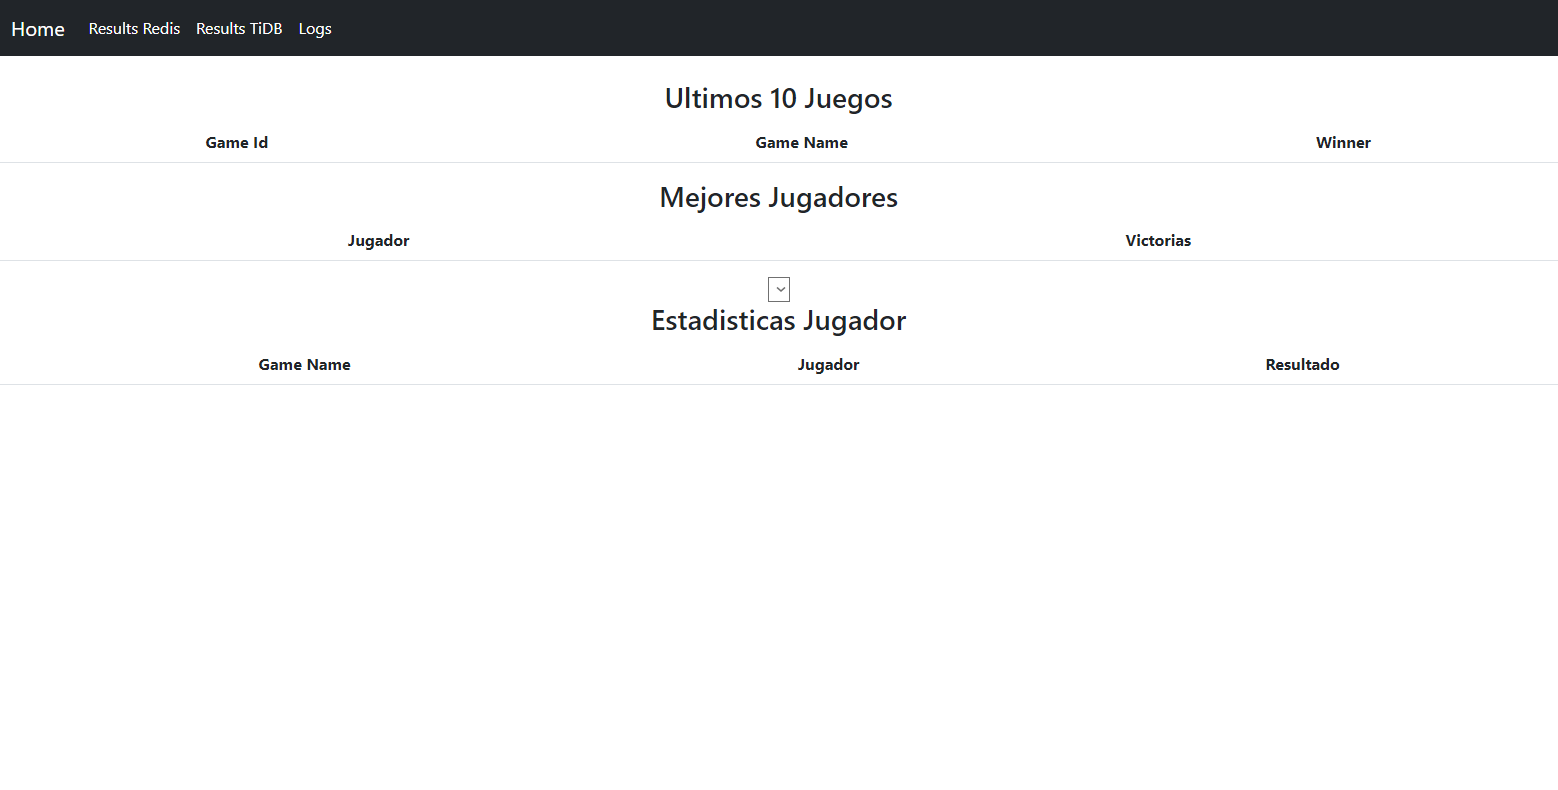 Home Results Redis Results TiDB Logs
Ultimos 10 Juegos
Game Id Game Name Winner
Mejores Jugadores
Jugador Victorias
Estadisticas Jugador
Game Name Jugador Resultado